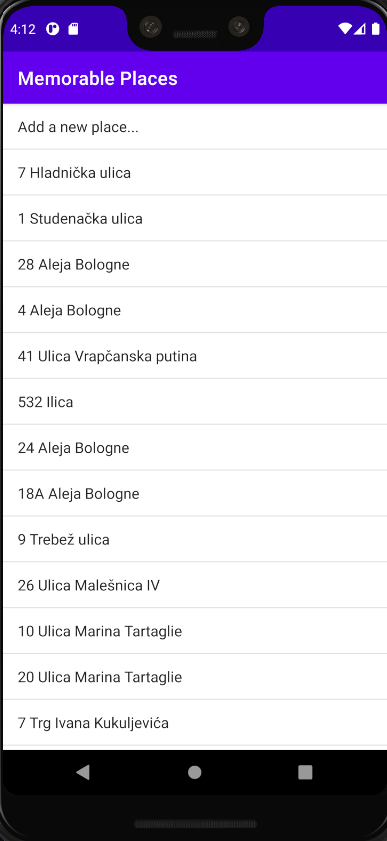 4:12
Memorable Places
Add a new place...
7 Hladnička ulica
1 Studenačka ulica
28 Aleja Bologne
4 Aleja Bologne
41 Ulica Vrapčanska putina
532 Ilica
24 Aleja Bologne
18A Aleja Bologne
9 Trebež ulica
26 Ulica Malešnica IV
10 Ulica Marina Tartaglie
20 Ulica Marina Tartaglie
7 Trg Ivana Kukuljevića